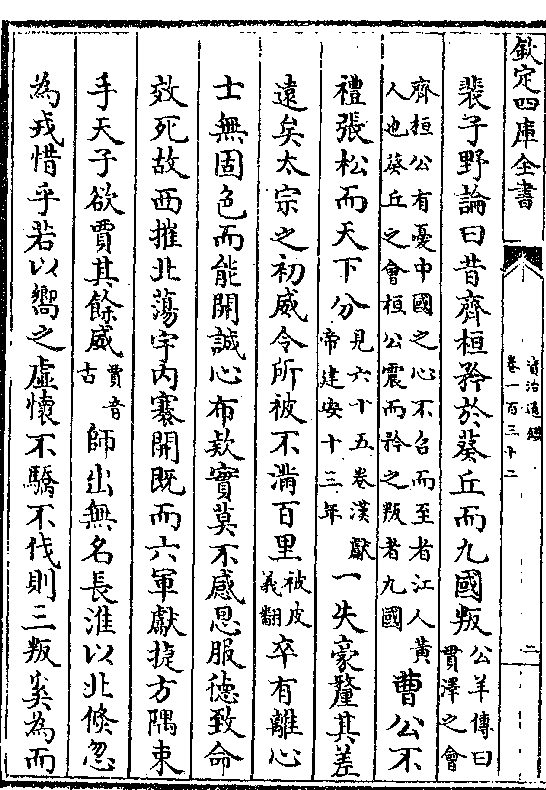 欽定四庫全書
資治通鑑
卷一百三十二
二
裴子野論曰昔齊桓矜於葵丘而九國叛公羊傳曰貫澤之會
齊桓公有憂中國之心不召而至者江人黃人也葵丘之會桓公震而矜之叛者九國曹公不
禮張松而天下分見六十五卷漢獻帝建安十三年一失豪釐其差
遠矣太宗之初威令所被不滿百里被皮義翻卒有離心
士無固色而能開誠心布款實莫不感恩服德致命
效死故西摧北蕩宇內褰開既而六軍獻捷方隅束
手天子欲賈其餘威賈音古師出無名長淮以北倐忽
為戎惜乎若以嚮之虛懷不驕不伐則三叛奚為而